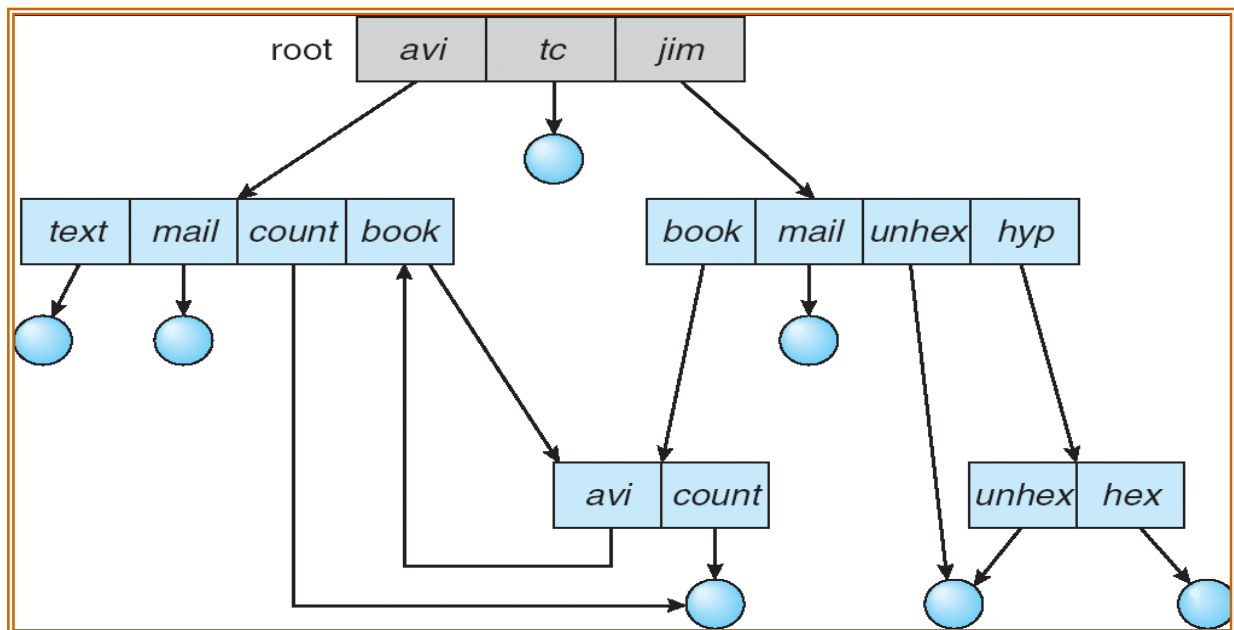 root avi tc jim
text mail count book book mail unhex hyp
avi count unhex hex